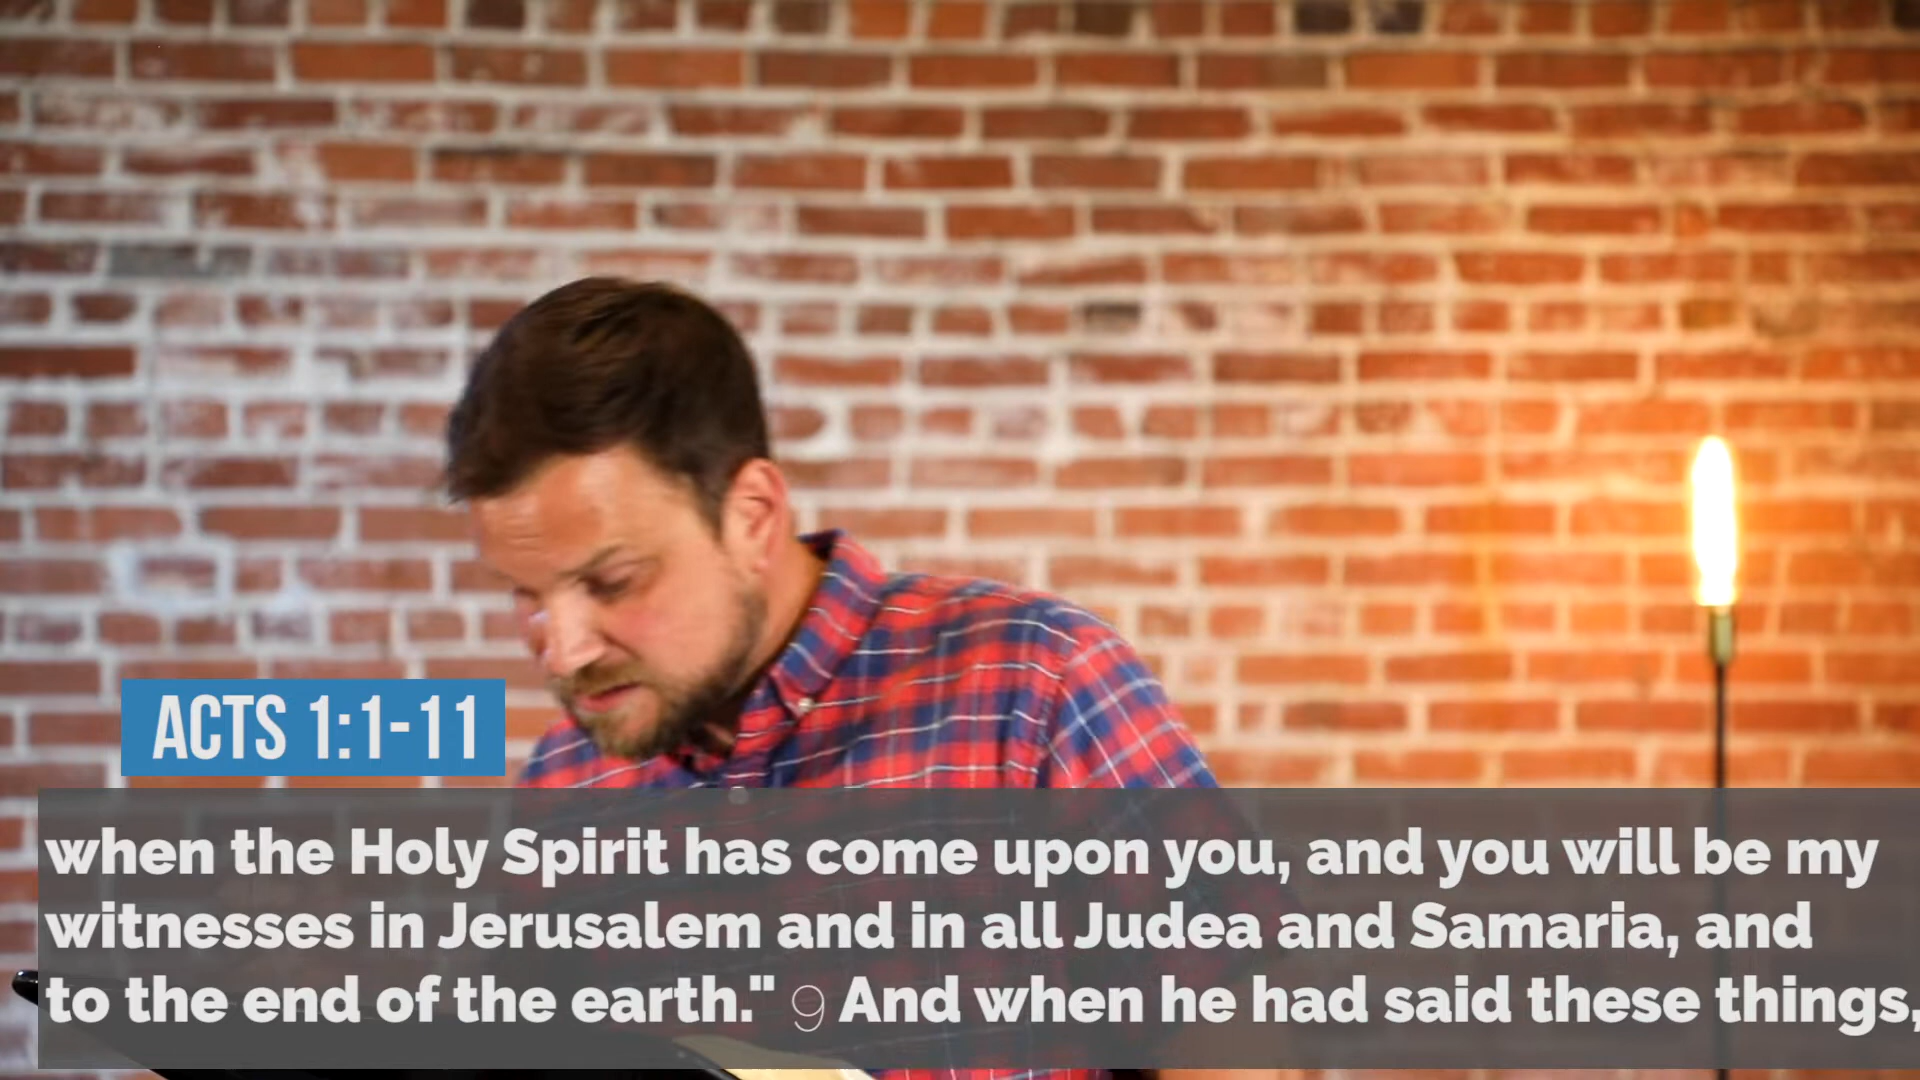 ACTS 1:1-11
when the Holy Spirit has come upon you, and you will be my
witnesses in Jerusalem and in all Judea and Samaria, and
to the end of the earth." 9 And when he had said these things,